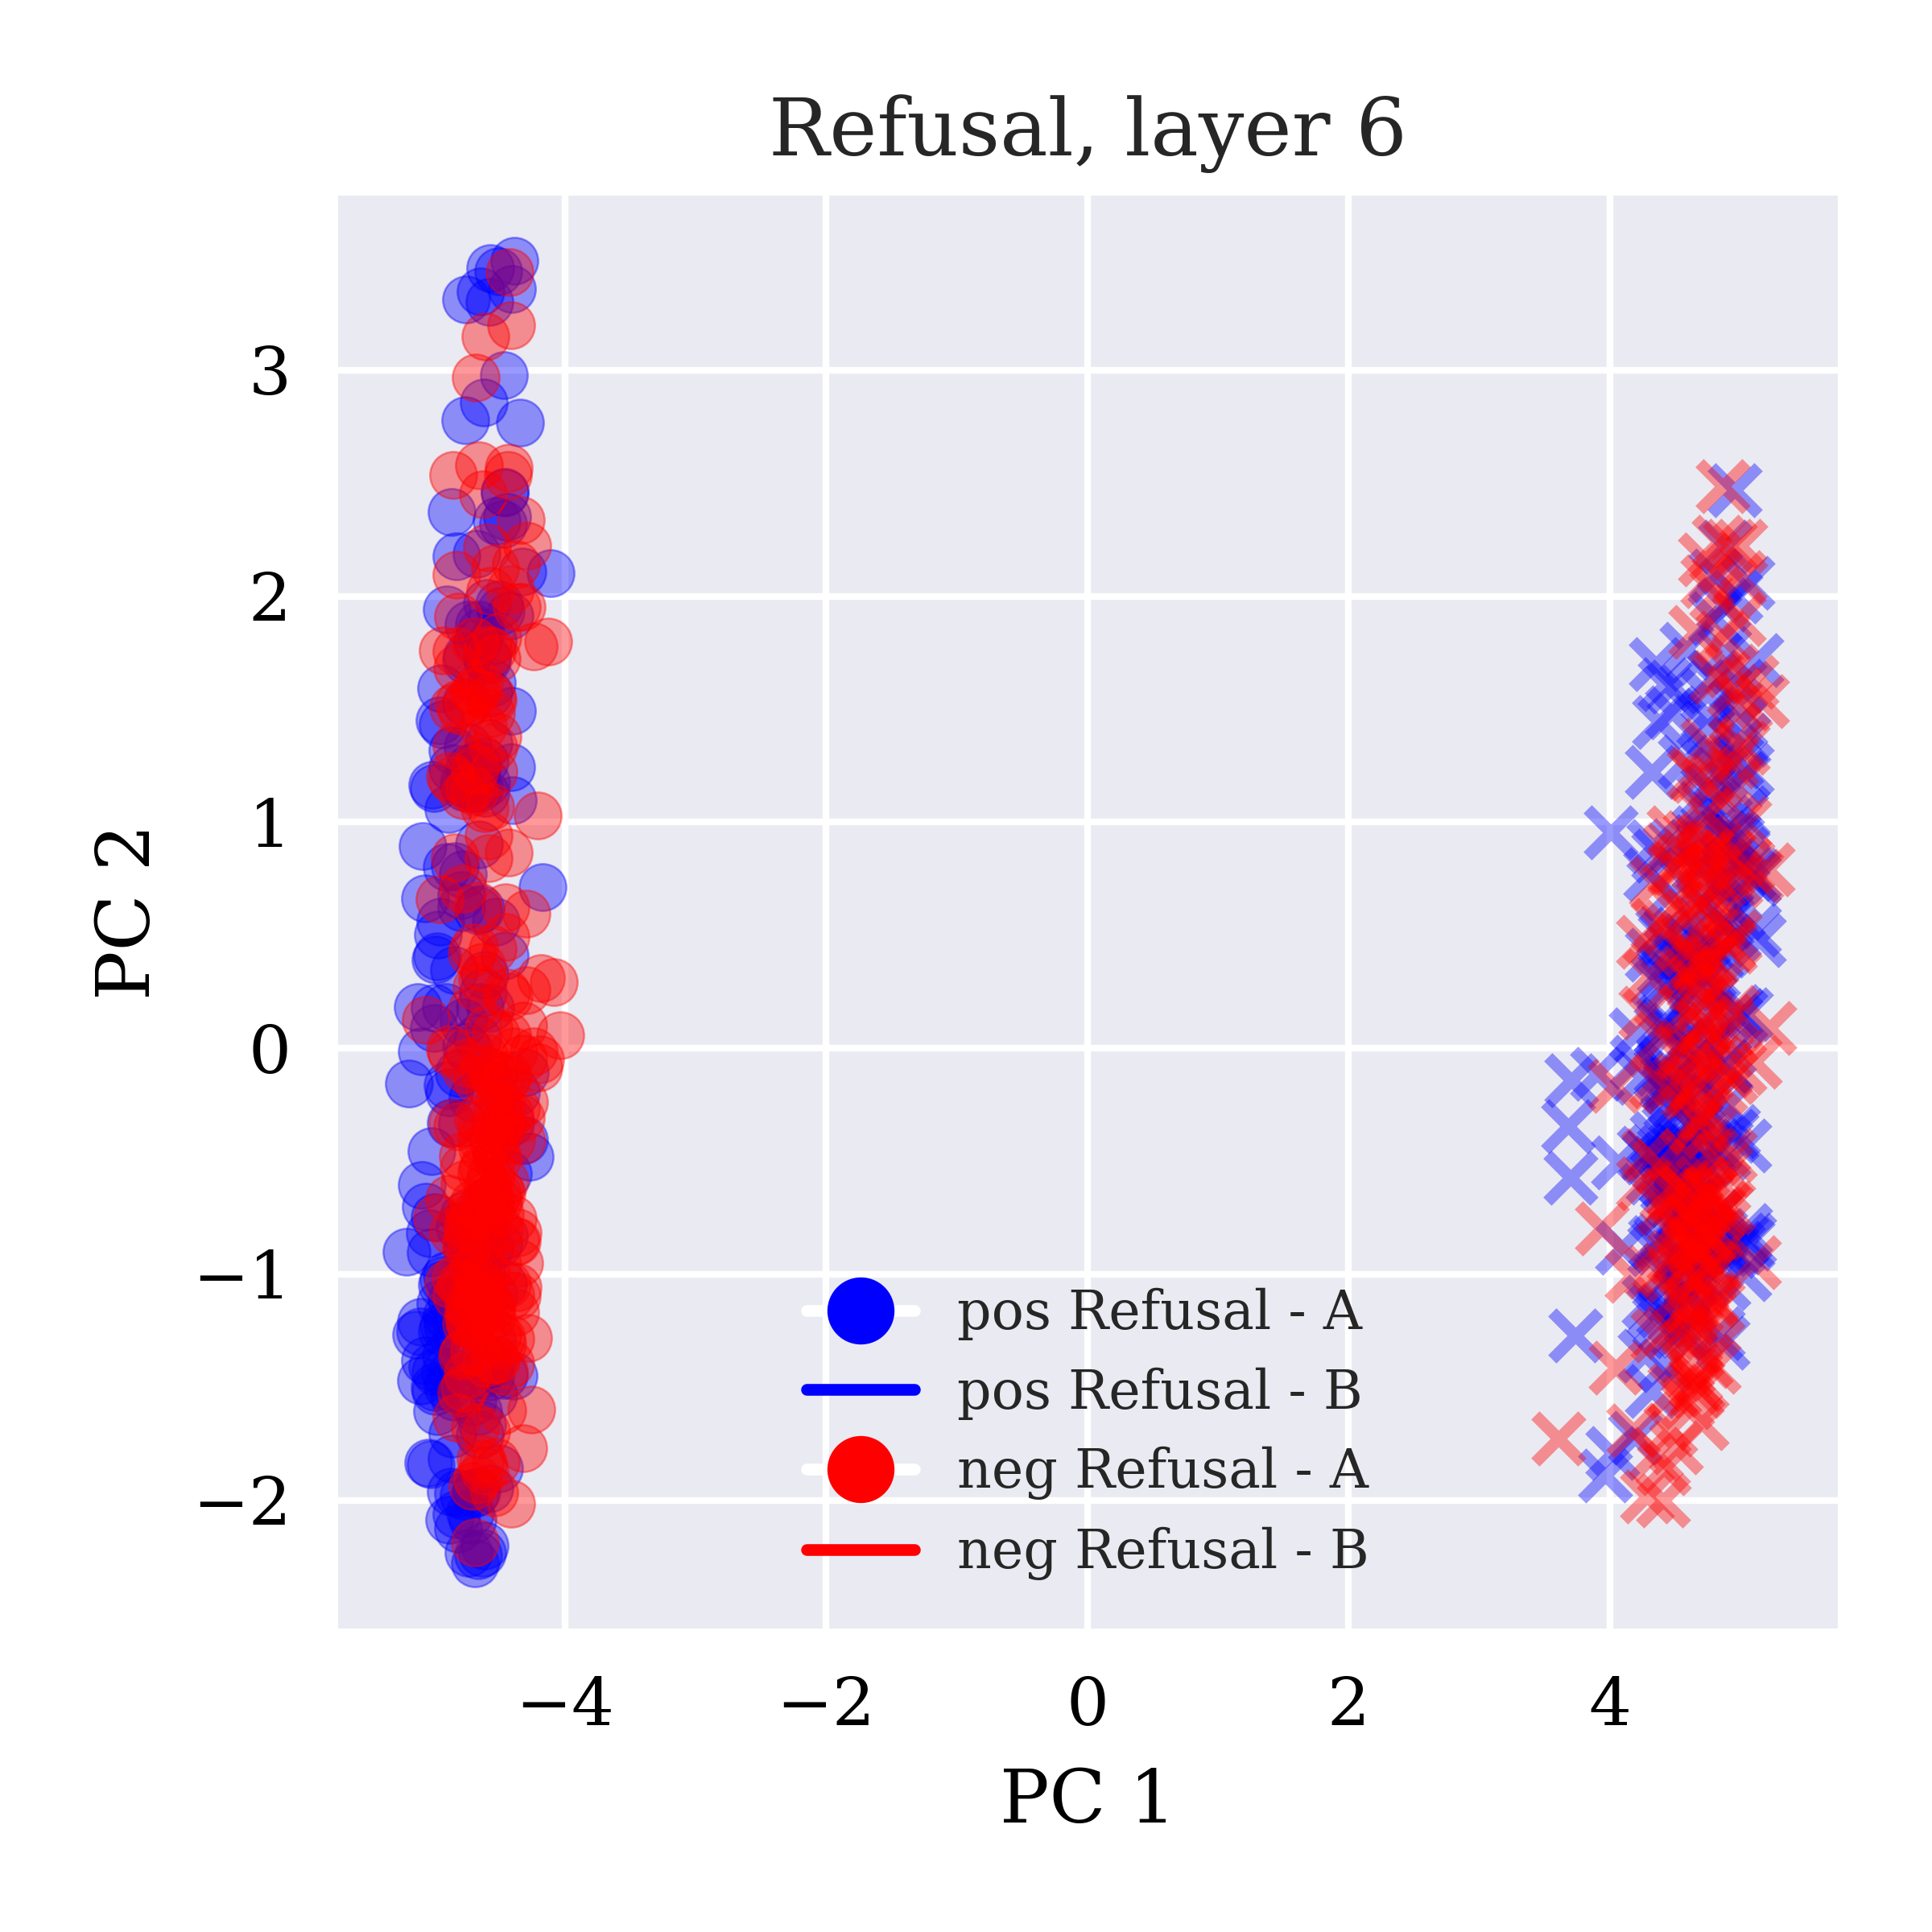 Refusal, layer 6
PC 2
3
2
1
0
−1
−2
pos Refusal - A
pos Refusal - B
neg Refusal - A
neg Refusal - B
−4 −2 0 2 4
PC 1